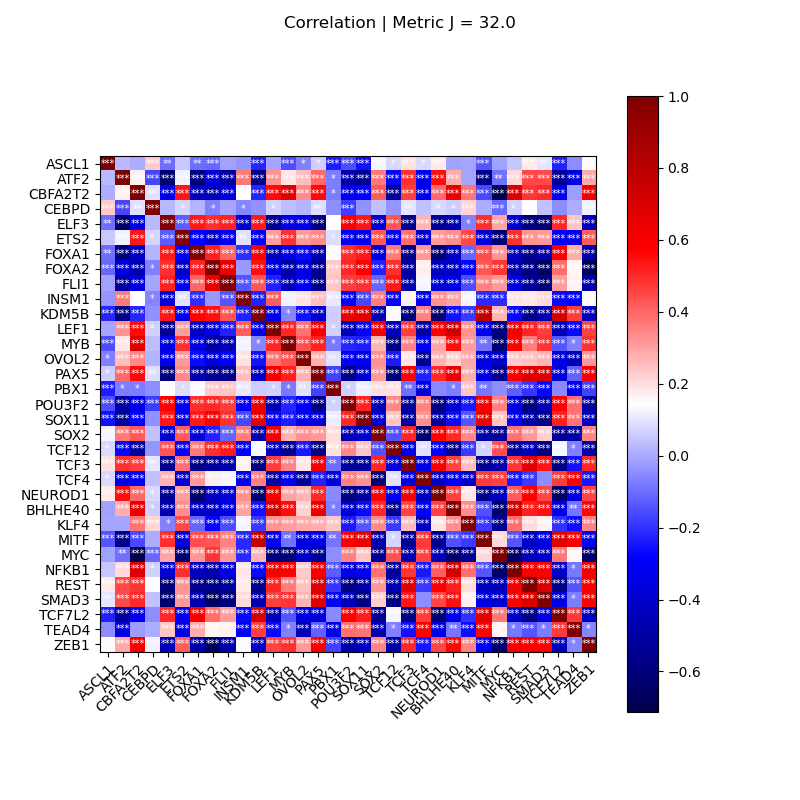 Correlation | Metric J = 32.0
ASCL1
ATF2
CBFA2T2
CEBPD
ELF3
ETS2
FOXA1
FOXA2
FLI1
INSM1
KDM5B
LEF1
MYB
OVOL2
PAX5
PBX1
POU3F2
SOX11
SOX2
TCF12
TCF3
TCF4
NEUROD1
BHLHE40
KLF4
MITF
MYC
NFKB1
REST
SMAD3
TCF7L2
TEAD4
ZEB1
ASCL1
ATF2
CBFA2T2
CEBPD
ELF3
ETS2
FOXA1
FOXA2
FLI1
INSM1
KDM5B
LEF1
MYB
OVOL2
PAX5
PBX1
POU3F2
SOX11
SOX2
TCF12
TCF3
TCF4
NEUROD1
BHLHE40
KLF4
MITF
MYC
NFKB1
REST
SMAD3
TCF7L2
TEAD4
ZEB1
1.0
0.8
0.6
0.4
0.2
0.0
−0.2
−0.4
−0.6